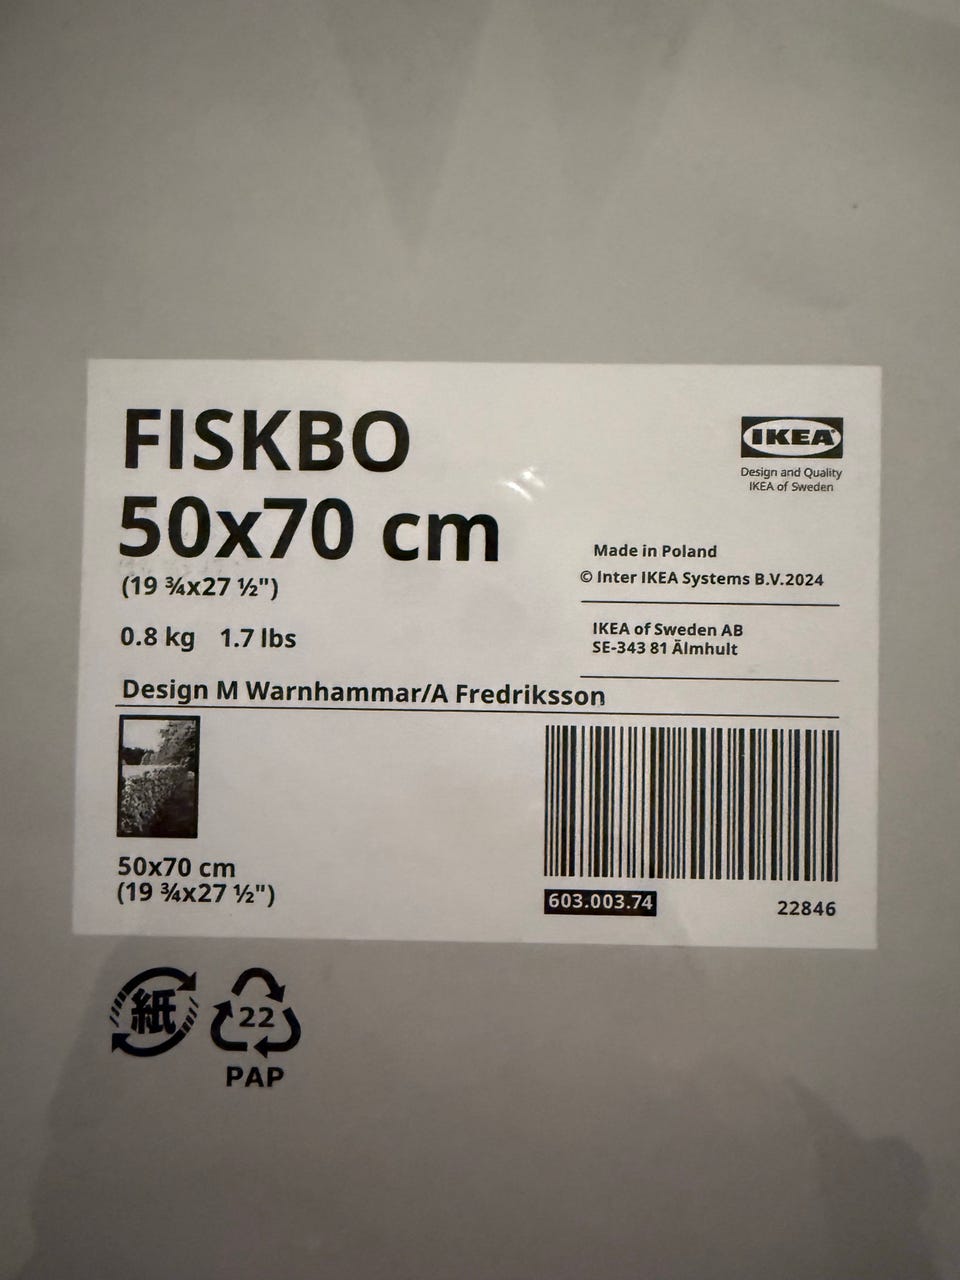 FISKBO
50x70 cm
(19 ¾x27 ½")
0.8 kg 1.7 lbs
Design M Warnhammar/A Fredriksson
IKEA®
Design and Quality
IKEA of Sweden
Made in Poland
© Inter IKEA Systems B.V.2024
IKEA of Sweden AB
SE-343 81 Älmhult
50x70 cm
(19 ¾x27 ½")
603.003.74
22846
紙
22
PAP